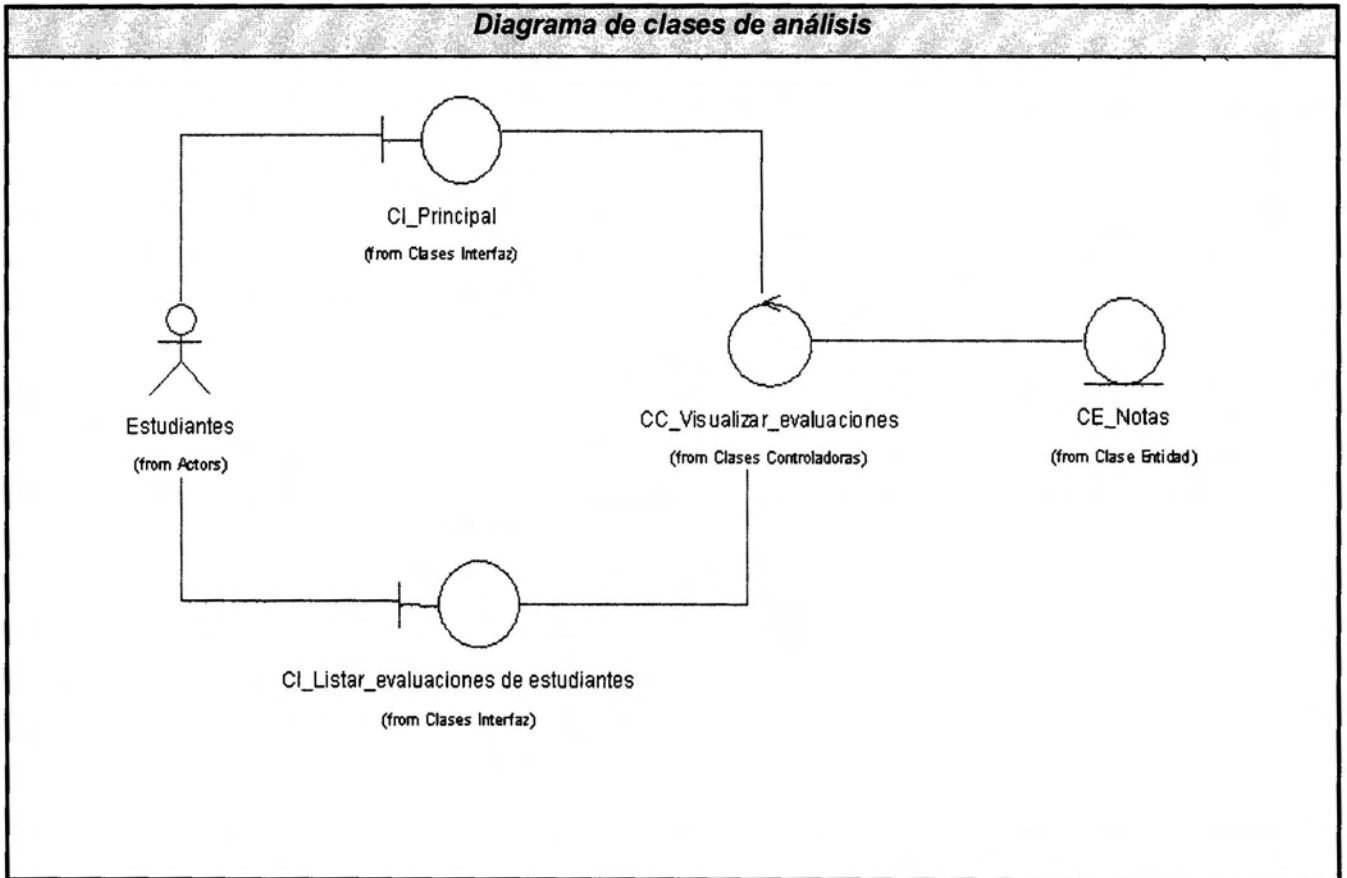 Diagrama de clases de análisis
CI_Principal
(from Clases Interfaz)
Estudiantes
(from Actors)
CC_Visualizar_evaluaciones
(from Clases Controladoras)
CE_Notas
(from Clase Entidad)
CI_Listar_evaluaciones de estudiantes
(from Clases Interfaz)